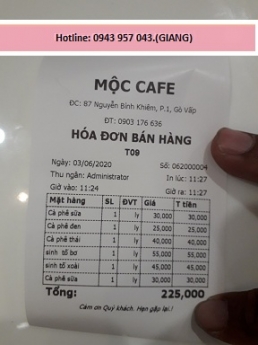 Hotline: 0943 957 043.(GIANG)
MỘC CAFE
ĐC: 87 Nguyễn Bỉnh Khiêm, P.1, Gò Vấp
ĐT: 0903 176 636
HÓA ĐƠN BÁN HÀNG
T09
Ngày: 03/06/2020 Số: 062000004
Thu ngân: Administrator In lúc: 11:27
Giờ vào: 11:24 Giờ ra: 11:27
Mặt hàng SL ĐVT Giá T tiền
Cà phê sữa 1 ly 30,000 30,000
Cà phê đen 1 ly 25,000 25,000
Cà phê thái 1 ly 40,000 40,000
sinh tố bơ 1 ly 55,000 55,000
sinh tố xoài 1 ly 45,000 45,000
Cà phê sữa 1 ly 30,000 30,000
Tổng: 225,000
Cám ơn Quý khách. Hẹn gặp lại.!